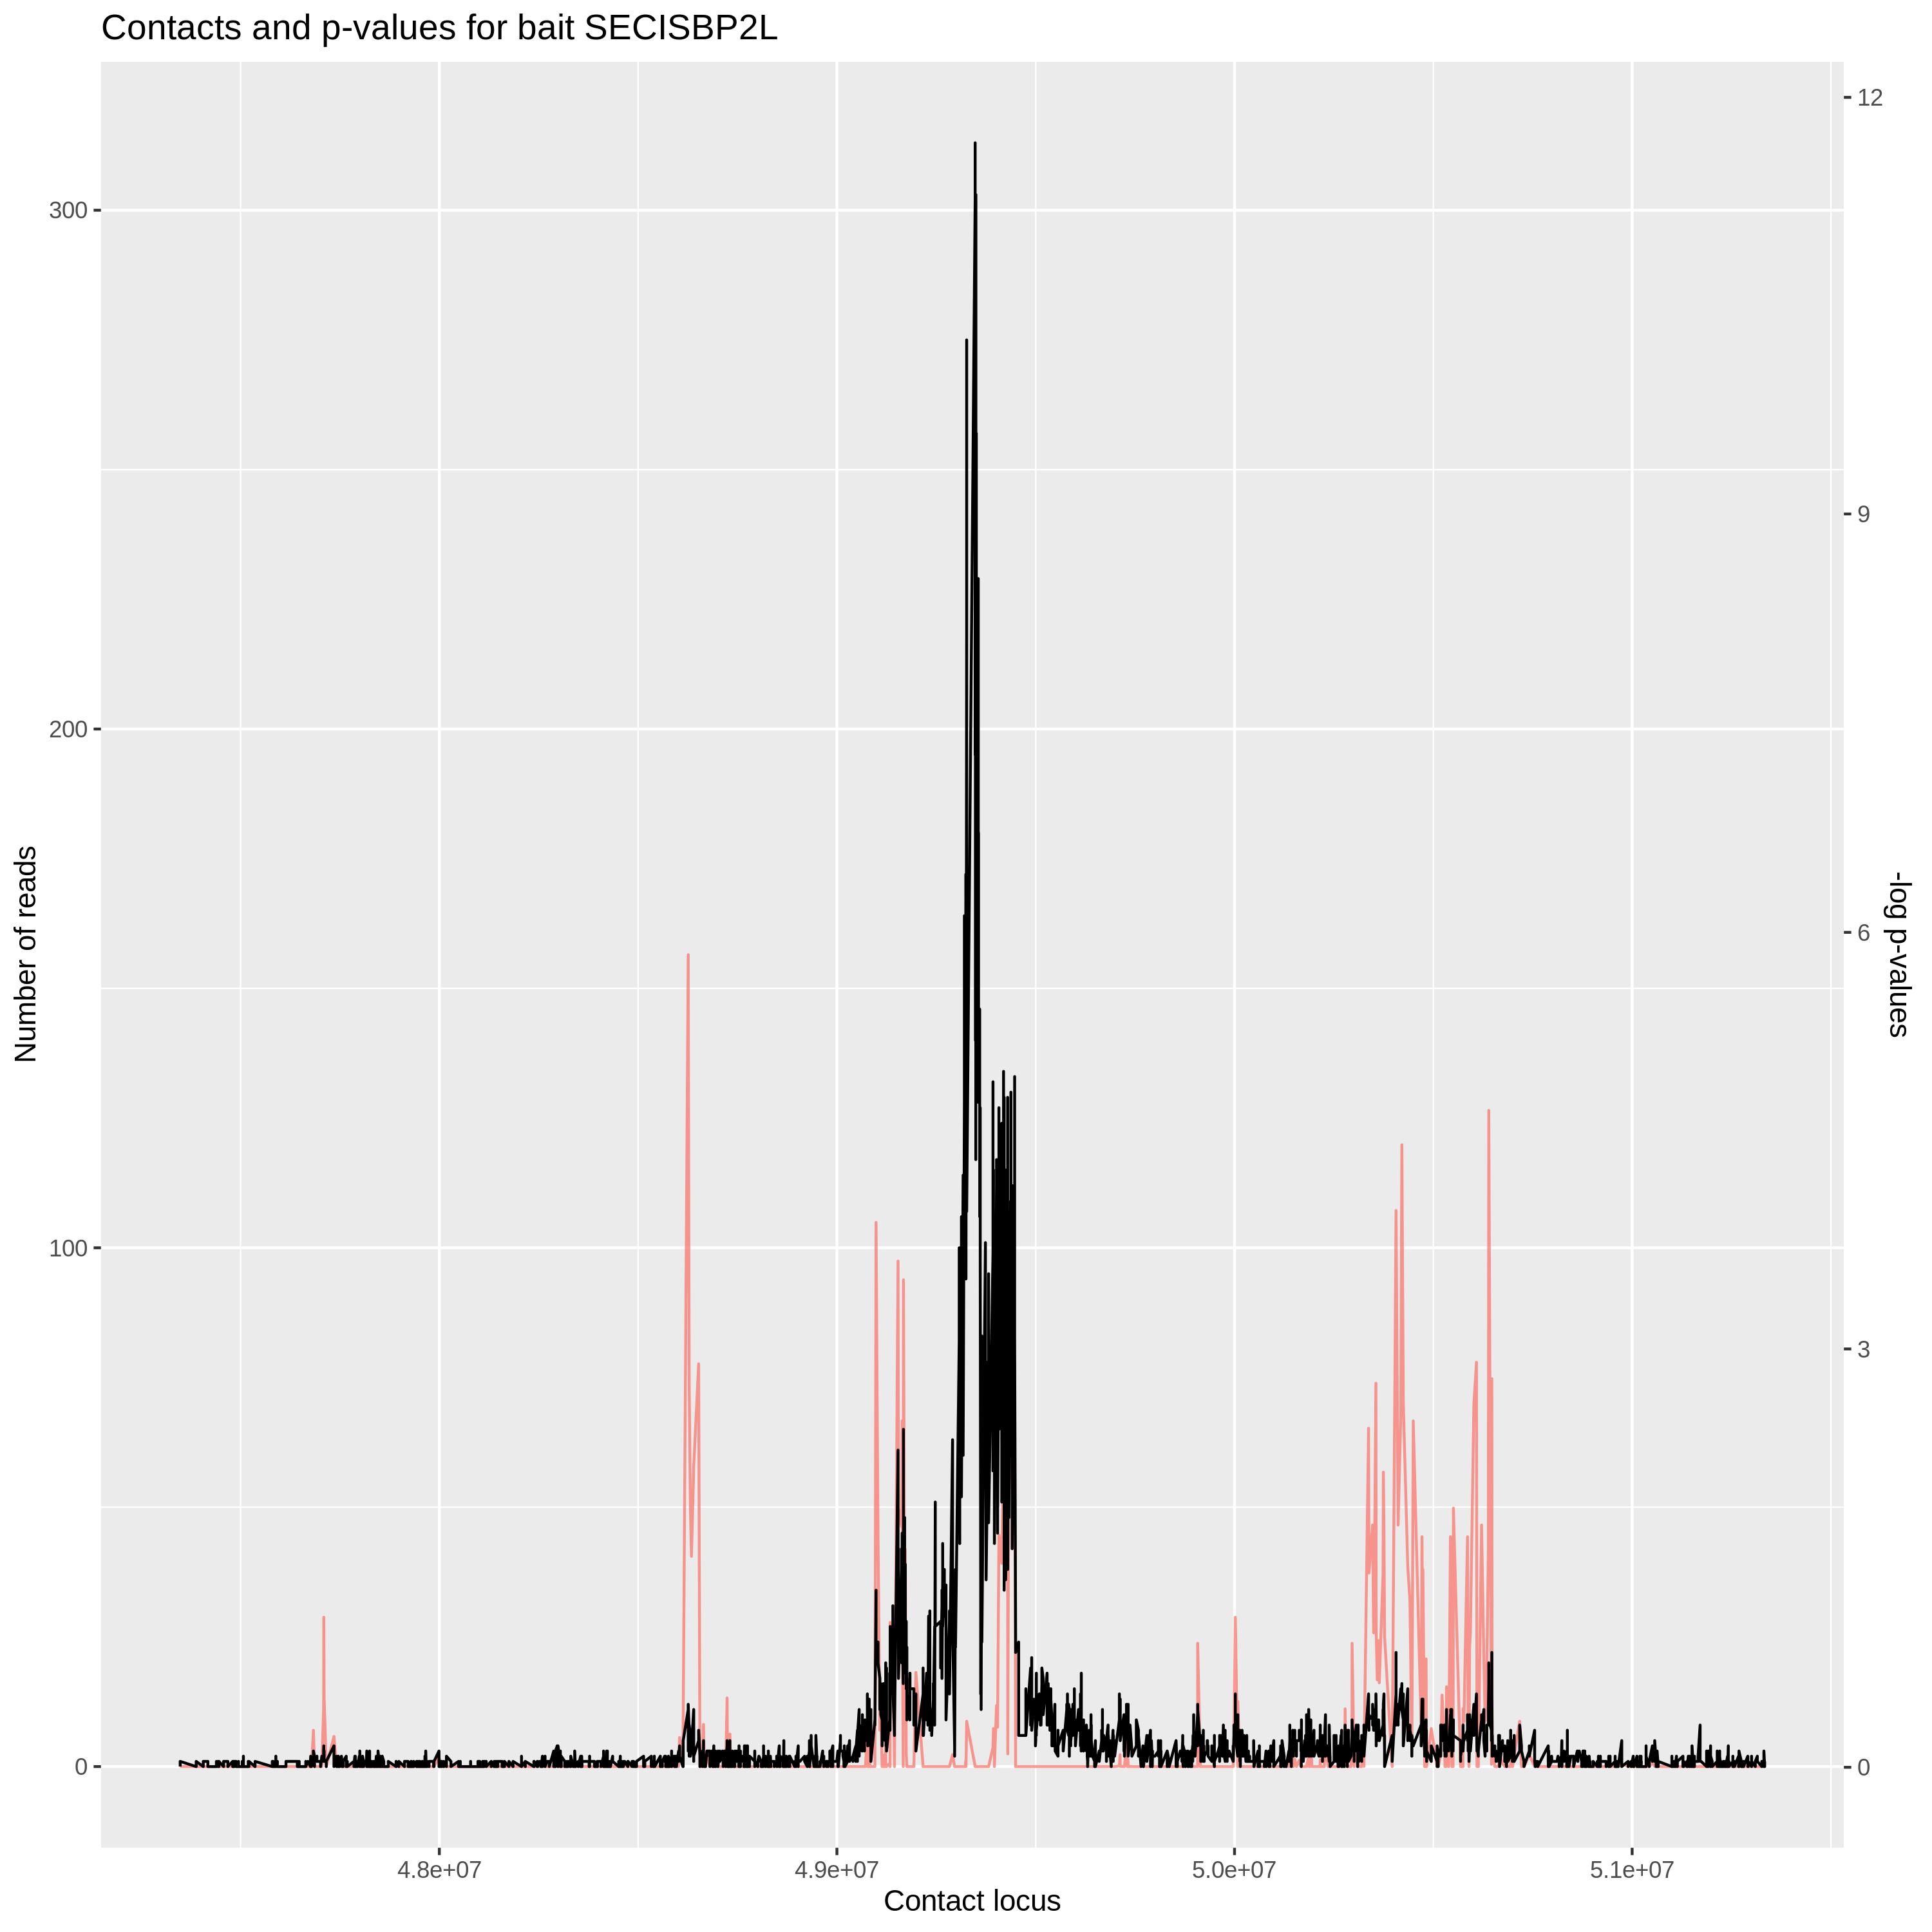 Contacts and p-values for bait SECISBP2L
12
300
9
200
Number of reads
-log p-values
6
100
3
0
0
4.8e+07
4.9e+07
5.0e+07
5.1e+07
Contact locus